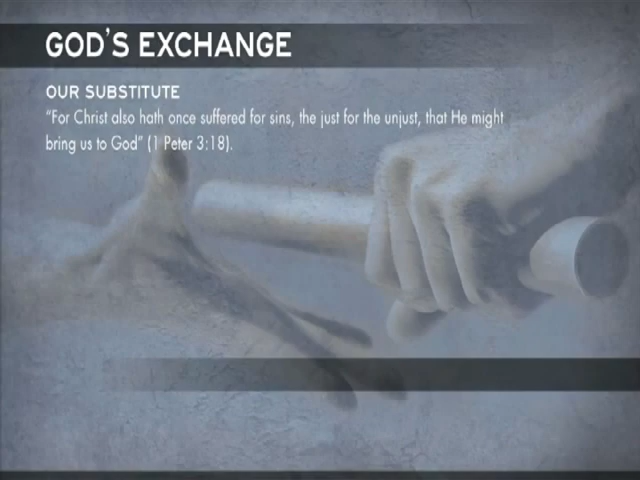 GOD'S EXCHANGE
OUR SUBSTITUTE
“For Christ also hath once suffered for sins, the just for the unjust, that He might
bring us to God” (1 Peter 3:18).